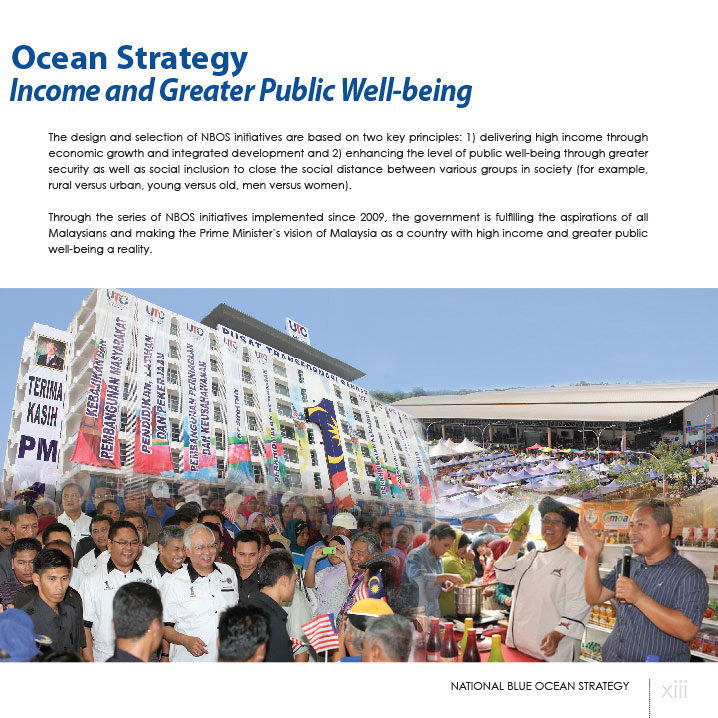 Ocean Strategy
Income and Greater Public Well-being
The design and selection of NBOS initiatives are based on two key principles: 1) delivering high income through
economic growth and integrated development and 2) enhancing the level of public well-being through greater
security as well as social inclusion to close the social distance between various groups in society (for example,
rural versus urban, young versus old, men versus women).
Through the series of NBOS initiatives implemented since 2009, the government is fulfilling the aspirations of all
Malaysians and making the Prime Minister's vision of Malaysia as a country with high income and greater public
well-being a reality.
UTC
UTC
UTC
UTC
UTC
PUSAT TRANSFORMASI
TERIMA
KASIH
PM
KEBAJIKAN DAN
PEMBANGUNAN MASYARAKAT
PENDIDIKAN, LATIHAN
DAN PEKERJAAN
PEMBANGUNAN PERNIAGAAN
DAN KEUSAHAWANAN
1
NATIONAL BLUE OCEAN STRATEGY
xiii